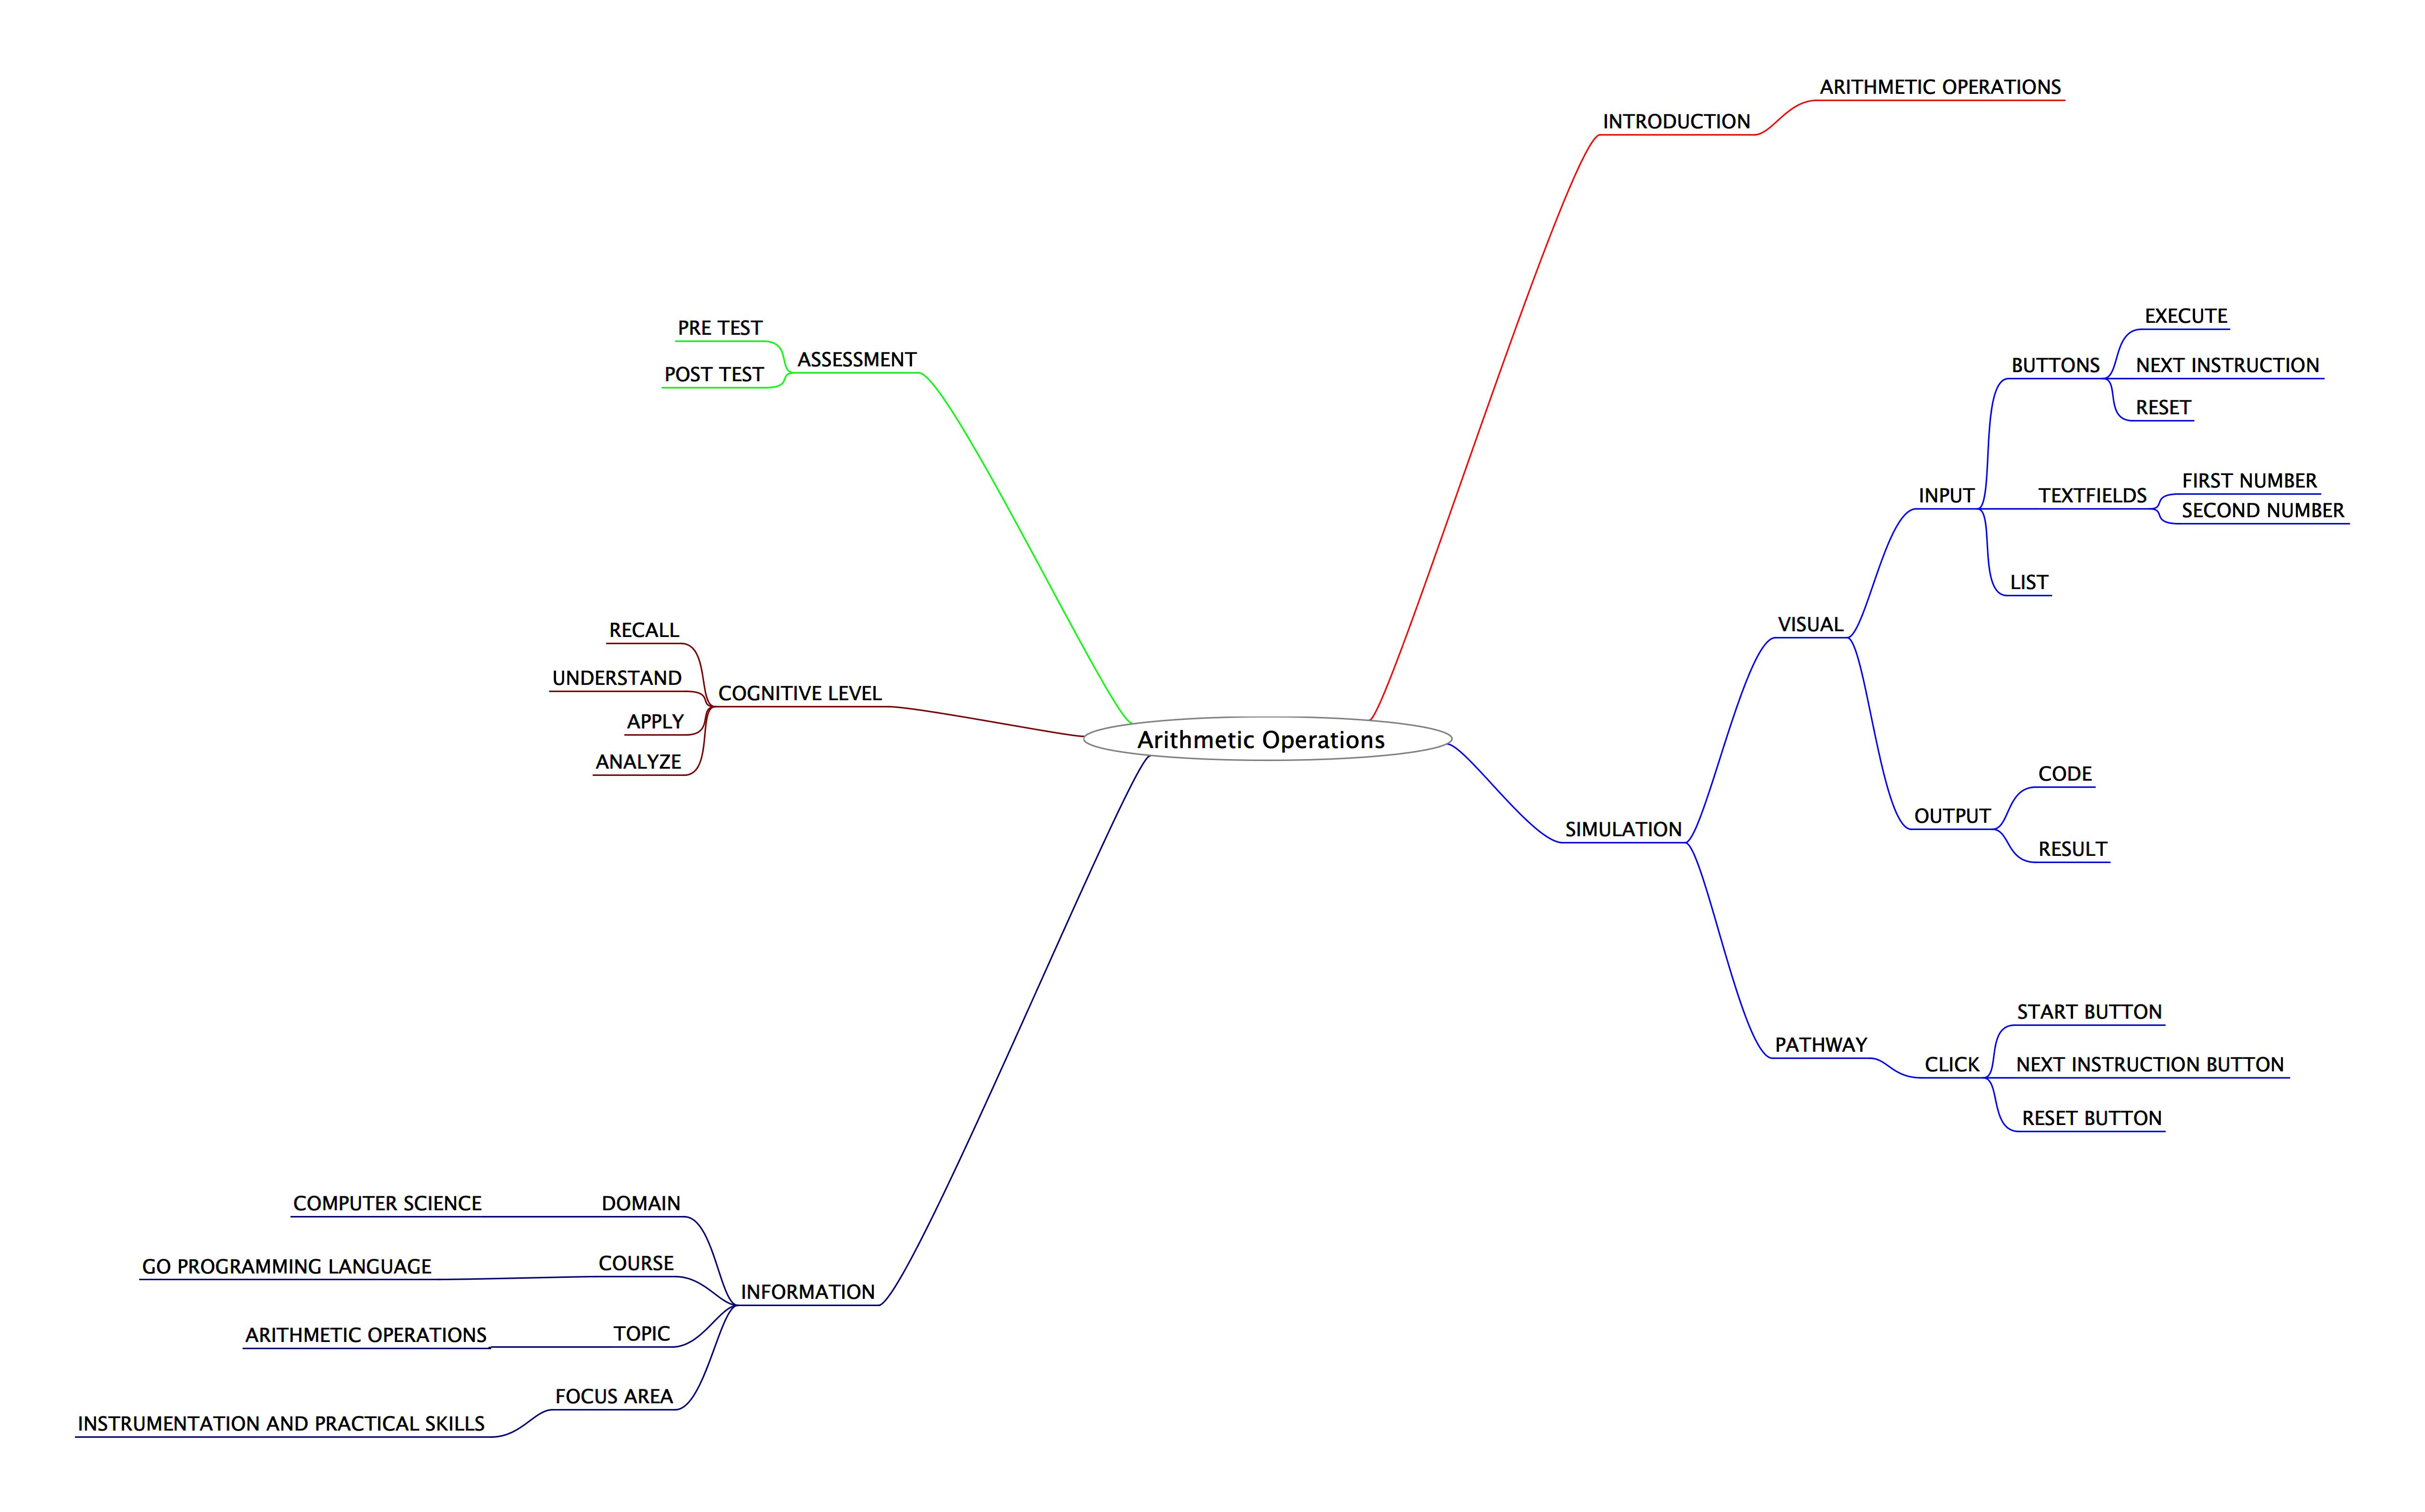 ARITHMETIC OPERATIONS
INTRODUCTION
EXECUTE
BUTTONS
NEXT INSTRUCTION
RESET
INPUT
TEXTFIELDS
FIRST NUMBER
SECOND NUMBER
LIST
VISUAL
CODE
OUTPUT
RESULT
SIMULATION
START BUTTON
PATHWAY
CLICK
NEXT INSTRUCTION BUTTON
RESET BUTTON
Arithmetic Operations
PRE TEST
ASSESSMENT
POST TEST
RECALL
UNDERSTAND
COGNITIVE LEVEL
APPLY
ANALYZE
COMPUTER SCIENCE
DOMAIN
GO PROGRAMMING LANGUAGE
COURSE
INFORMATION
ARITHMETIC OPERATIONS
TOPIC
FOCUS AREA
INSTRUMENTATION AND PRACTICAL SKILLS